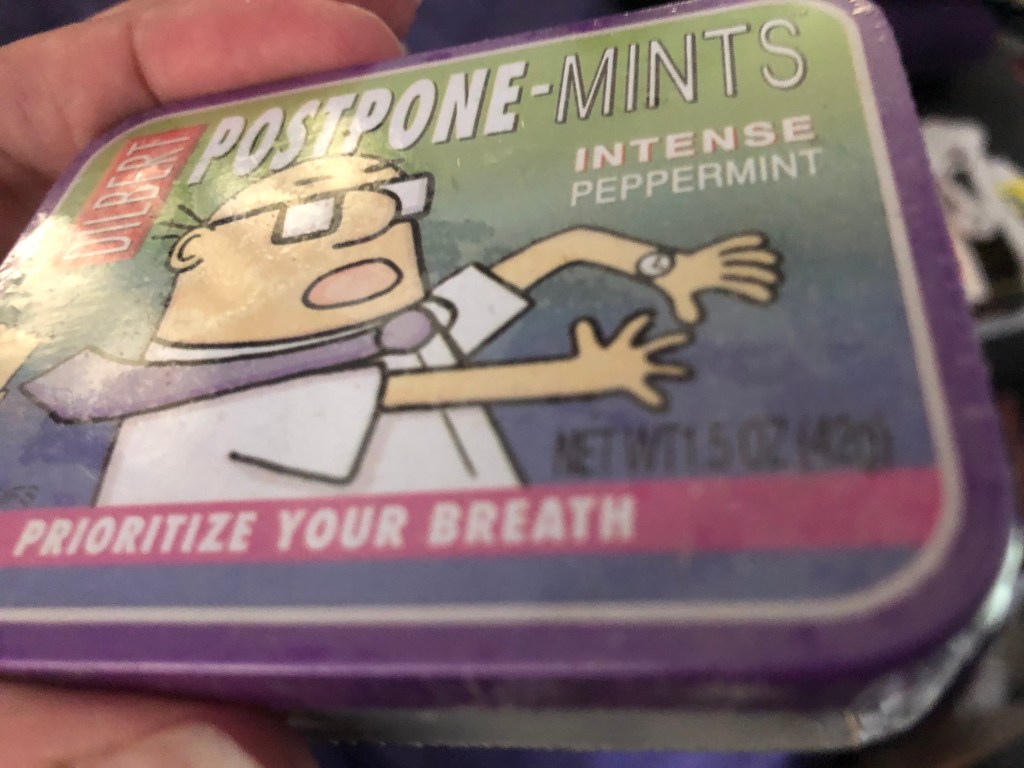 DILBERT
POSTPONE-MINTS
INTENSE
PEPPERMINT
NET WT 1.5 OZ (42g)
PRIORITIZE YOUR BREATH